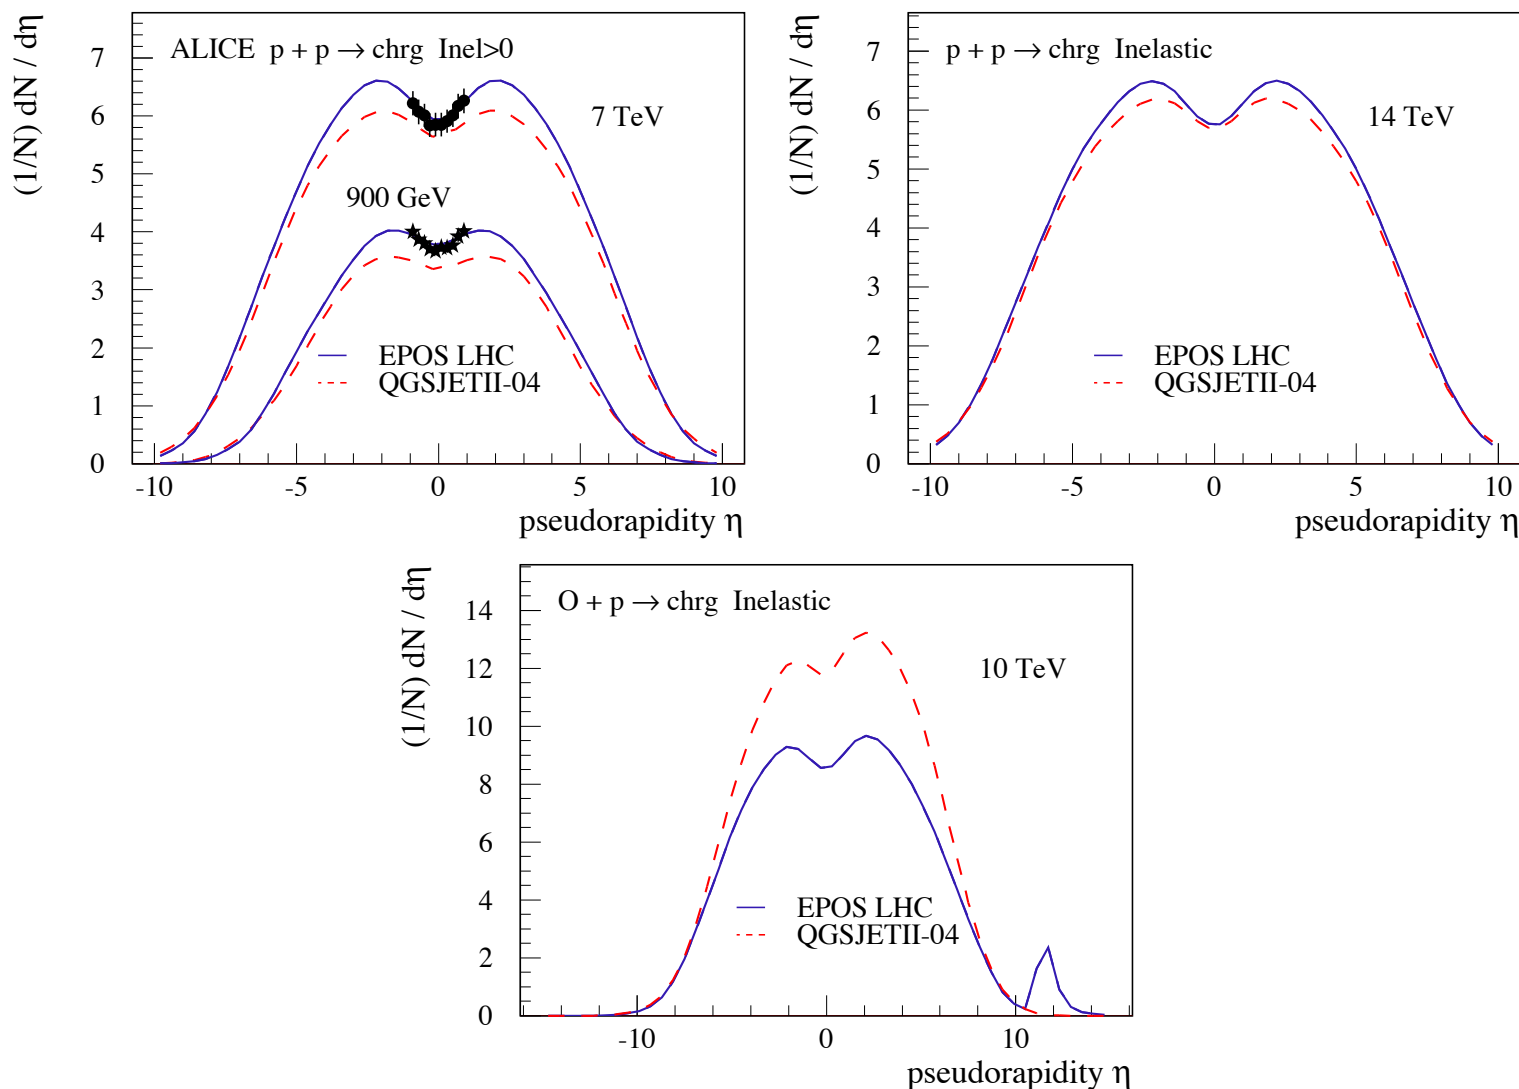 (1/N) dN / dη
ALICE p + p → chrg Inel>0
7 TeV
900 GeV
EPOS LHC
QGSJETII-04
7
6
5
4
3
2
1
0
-10 -5 0 5 10
pseudorapidity η
(1/N) dN / dη
p + p → chrg Inelastic
14 TeV
EPOS LHC
QGSJETII-04
7
6
5
4
3
2
1
0
-10 -5 0 5 10
pseudorapidity η
(1/N) dN / dη
O + p → chrg Inelastic
10 TeV
EPOS LHC
QGSJETII-04
14
12
10
8
6
4
2
0
-10 0 10
pseudorapidity η